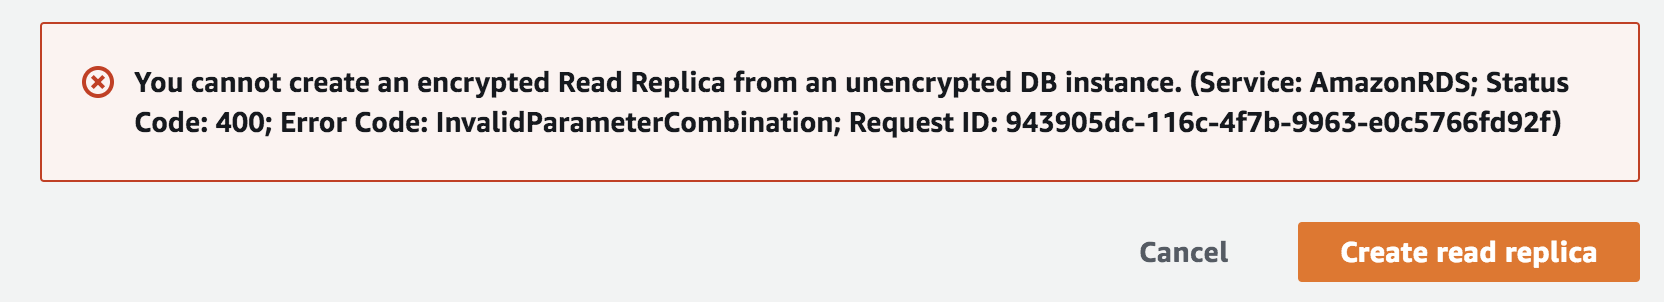 You cannot create an encrypted Read Replica from an unencrypted DB instance. (Service: AmazonRDS; Status
Code: 400; Error Code: InvalidParameterCombination; Request ID: 943905dc-116c-4f7b-9963-e0c5766fd92f)
Cancel
Create read replica